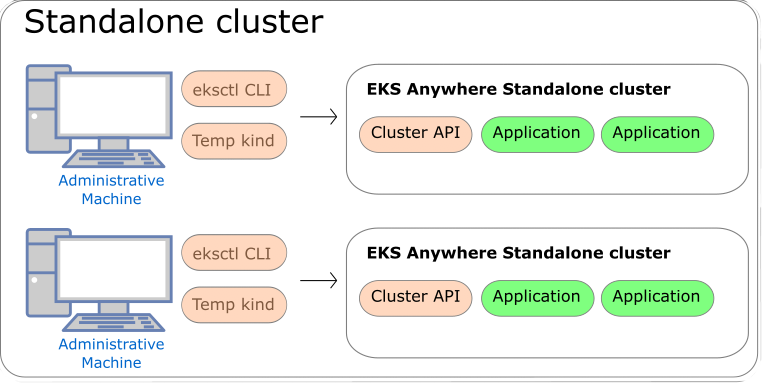 Standalone cluster
eksctl CLI
Temp kind
Administrative
Machine
EKS Anywhere Standalone cluster
Cluster API
Application
Application
eksctl CLI
Temp kind
Administrative
Machine
EKS Anywhere Standalone cluster
Cluster API
Application
Application